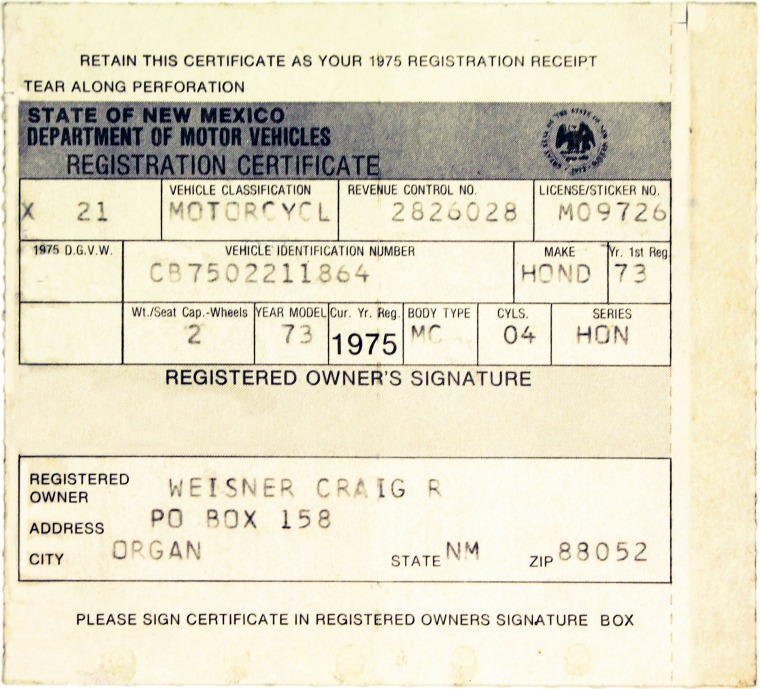 RETAIN THIS CERTIFICATE AS YOUR 1975 REGISTRATION RECEIPT
TEAR ALONG PERFORATION
STATE OF NEW MEXICO
DEPARTMENT OF MOTOR VEHICLES
REGISTRATION CERTIFICATE
VEHICLE CLASSIFICATION REVENUE CONTROL NO. LICENSE/STICKER NO.
X 21 MOTORCYCL 2826028 M09726
1975 D.G.V.W. VEHICLE IDENTIFICATION NUMBER MAKE Yr. 1st Reg.
CB7502211864 HOND 73
Wt./Seat Cap.-Wheels YEAR MODEL Cur. Yr. Reg. BODY TYPE CYLS. SERIES
2 73 1975 MC 04 HON
REGISTERED OWNER'S SIGNATURE
REGISTERED
OWNER WEISNER CRAIG R
ADDRESS PO BOX 158
CITY ORGAN STATE NM ZIP 88052
PLEASE SIGN CERTIFICATE IN REGISTERED OWNERS SIGNATURE BOX